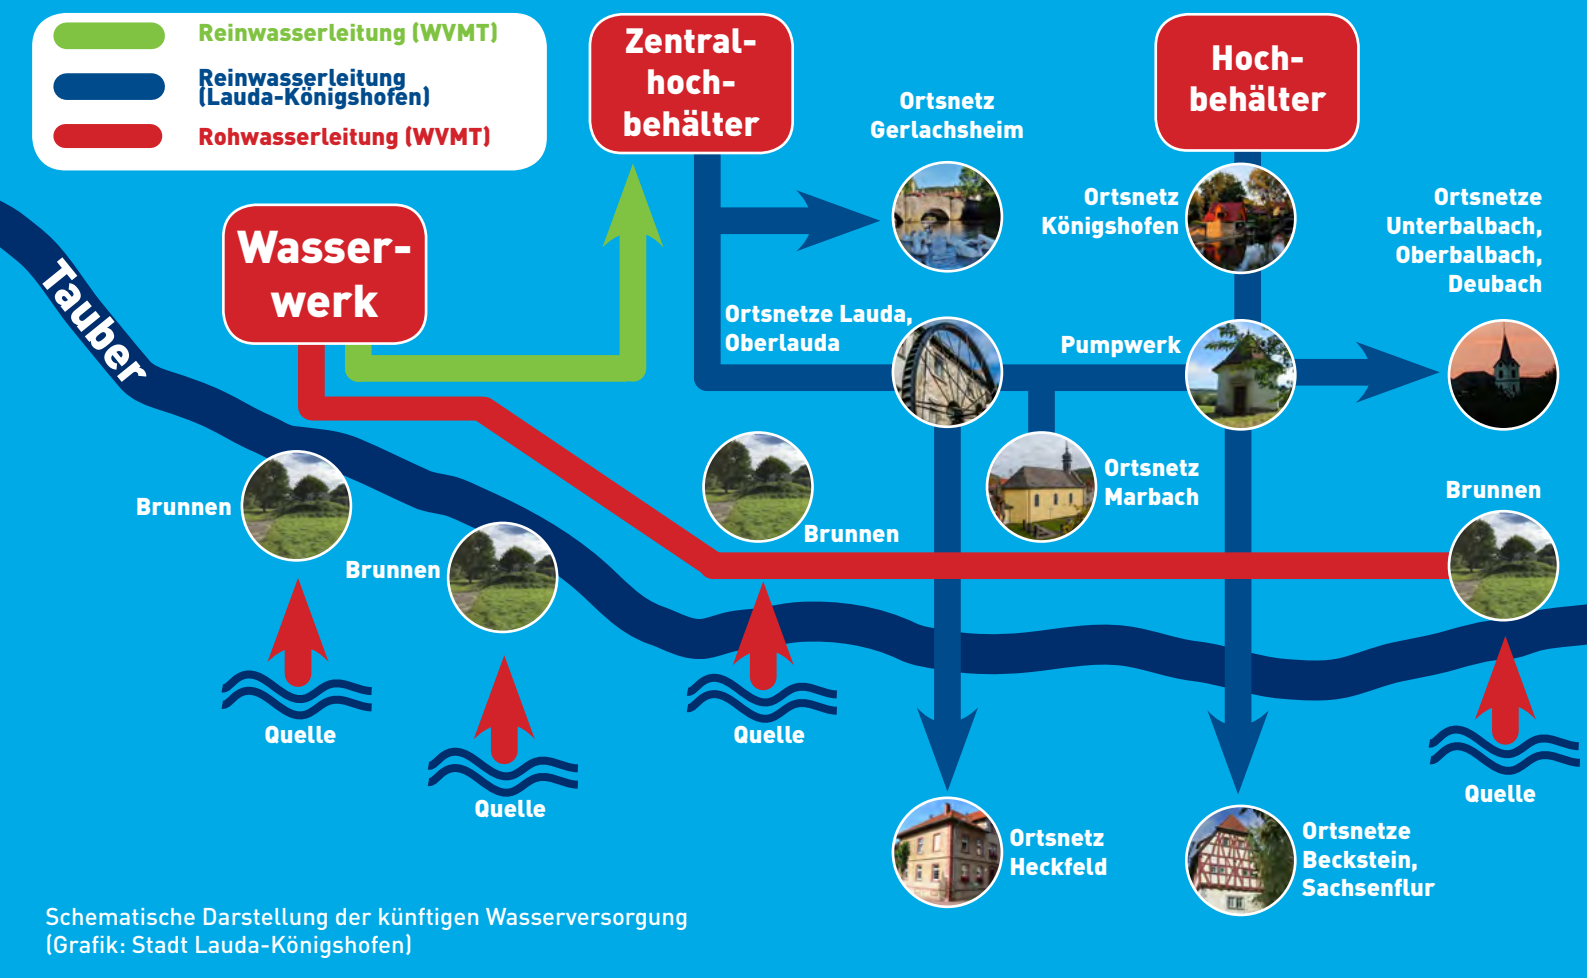 Reinwasserleitung (WVMT)
Reinwasserleitung
(Lauda-Königshofen)
Rohwasserleitung (WVMT)
Zentral-
hoch-
behälter
Hoch-
behälter
Ortsnetz
Gerlachsheim
Ortsnetz
Königshofen
Ortsnetze
Unterbalbach,
Oberbalbach,
Deubach
Wasser-
werk
Tauber
Ortsnetze Lauda,
Oberlauda
Pumpwerk
Ortsnetz
Marbach
Brunnen
Brunnen
Brunnen
Brunnen
Quelle
Quelle
Quelle
Quelle
Ortsnetz
Heckfeld
Ortsnetze
Beckstein,
Sachsenflur
Schematische Darstellung der künftigen Wasserversorgung
(Grafik: Stadt Lauda-Königshofen)